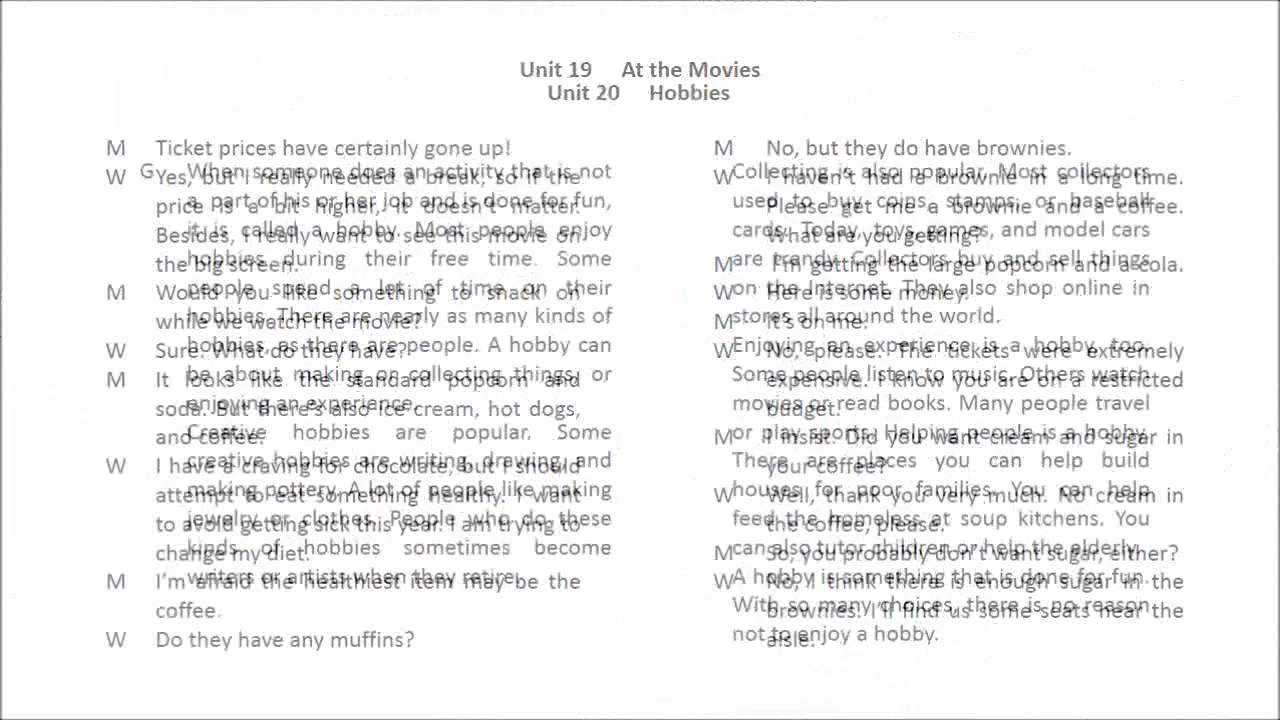 Unit 19 At the Movies
M Ticket prices have certainly gone up!
W Yes, but I really needed a break, so if the
price is a bit higher, it doesn't matter.
Besides, I really want to see this movie on
the big screen.
M Would you like something to snack on
while we watch the movie?
W Sure. What do they have?
M It looks like the standard popcorn and
soda. But there's also ice cream, hot dogs,
and coffee.
W I have a craving for chocolate, but I should
attempt to eat something healthy. I want
to avoid getting sick this year. I am trying to
change my diet.
M I'm afraid the healthiest item may be the
coffee.
W Do they have any muffins?
M No, but they do have brownies.
W I haven't had a brownie in a long time.
Please get me a brownie and a coffee.
What are you getting?
M I'm getting the large popcorn and a cola.
W Here is some money.
M It's on me.
W No, please. The tickets were extremely
expensive. I know you are on a restricted
budget.
M I insist. Did you want cream and sugar in
your coffee?
W Well, thank you very much. No cream in
the coffee, please.
M So, you probably don't want sugar, either?
W No, I think there is enough sugar in the
brownies. I'll find us some seats near the
aisle.
Unit 20 Hobbies
G When someone does an activity that is not
a part of his or her job and is done for fun,
it is called a hobby. Most people enjoy
hobbies during their free time. Some
people spend a lot of time on their
hobbies. There are nearly as many kinds of
hobbies as there are people. A hobby can
be about making or collecting things, or
enjoying an experience.
Creative hobbies are popular. Some
creative hobbies are writing, drawing, and
making pottery. A lot of people like making
jewelry or clothes. People who do these
kinds of hobbies sometimes become
writers or artists when they retire.
Collecting is also popular. Most collectors
used to buy coins, stamps, or baseball
cards. Today, toys, games, and model cars
are trendy. Collectors buy and sell things
on the Internet. They also shop online in
stores all around the world.
Enjoying an experience is a hobby, too.
Some people listen to music. Others watch
movies or read books. Many people travel
or play sports. Helping people is a hobby.
There are places you can help build
houses for poor families. You can help
feed the homeless at soup kitchens. You
can also tutor children or help the elderly.
A hobby is something that is done for fun.
With so many choices, there is no reason
not to enjoy a hobby.